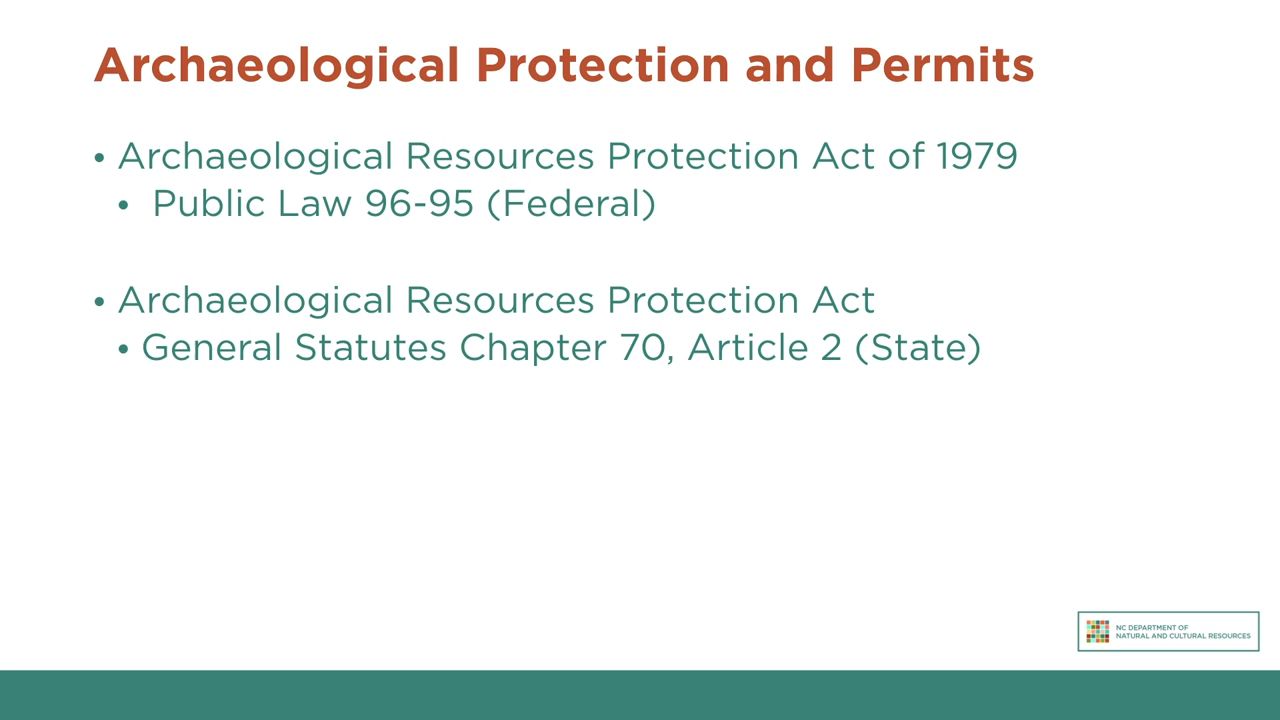 Archaeological Protection and Permits
• Archaeological Resources Protection Act of 1979
• Public Law 96-95 (Federal)
• Archaeological Resources Protection Act
• General Statutes Chapter 70, Article 2 (State)
NC DEPARTMENT OF
NATURAL AND CULTURAL RESOURCES